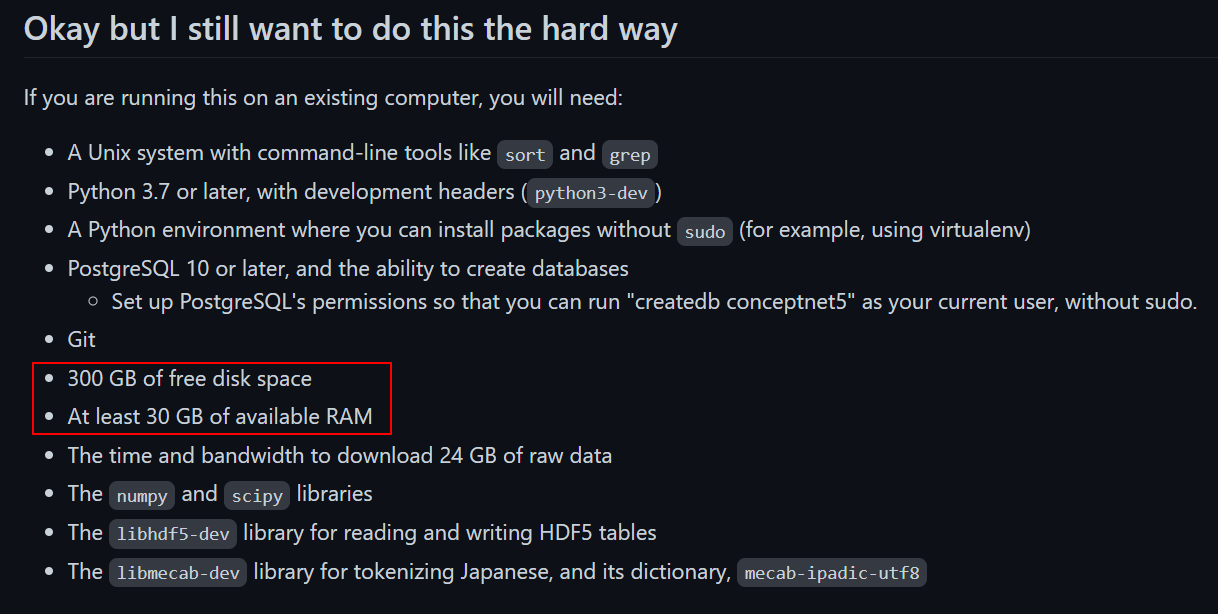 Okay but I still want to do this the hard way
If you are running this on an existing computer, you will need:
A Unix system with command-line tools like sort and grep
Python 3.7 or later, with development headers (python3-dev)
A Python environment where you can install packages without sudo (for example, using virtualenv)
PostgreSQL 10 or later, and the ability to create databases
Set up PostgreSQL's permissions so that you can run "createdb conceptnet5" as your current user, without sudo.
Git
300 GB of free disk space
At least 30 GB of available RAM
The time and bandwidth to download 24 GB of raw data
The numpy and scipy libraries
The libhdf5-dev library for reading and writing HDF5 tables
The libmecab-dev library for tokenizing Japanese, and its dictionary, mecab-ipadic-utf8